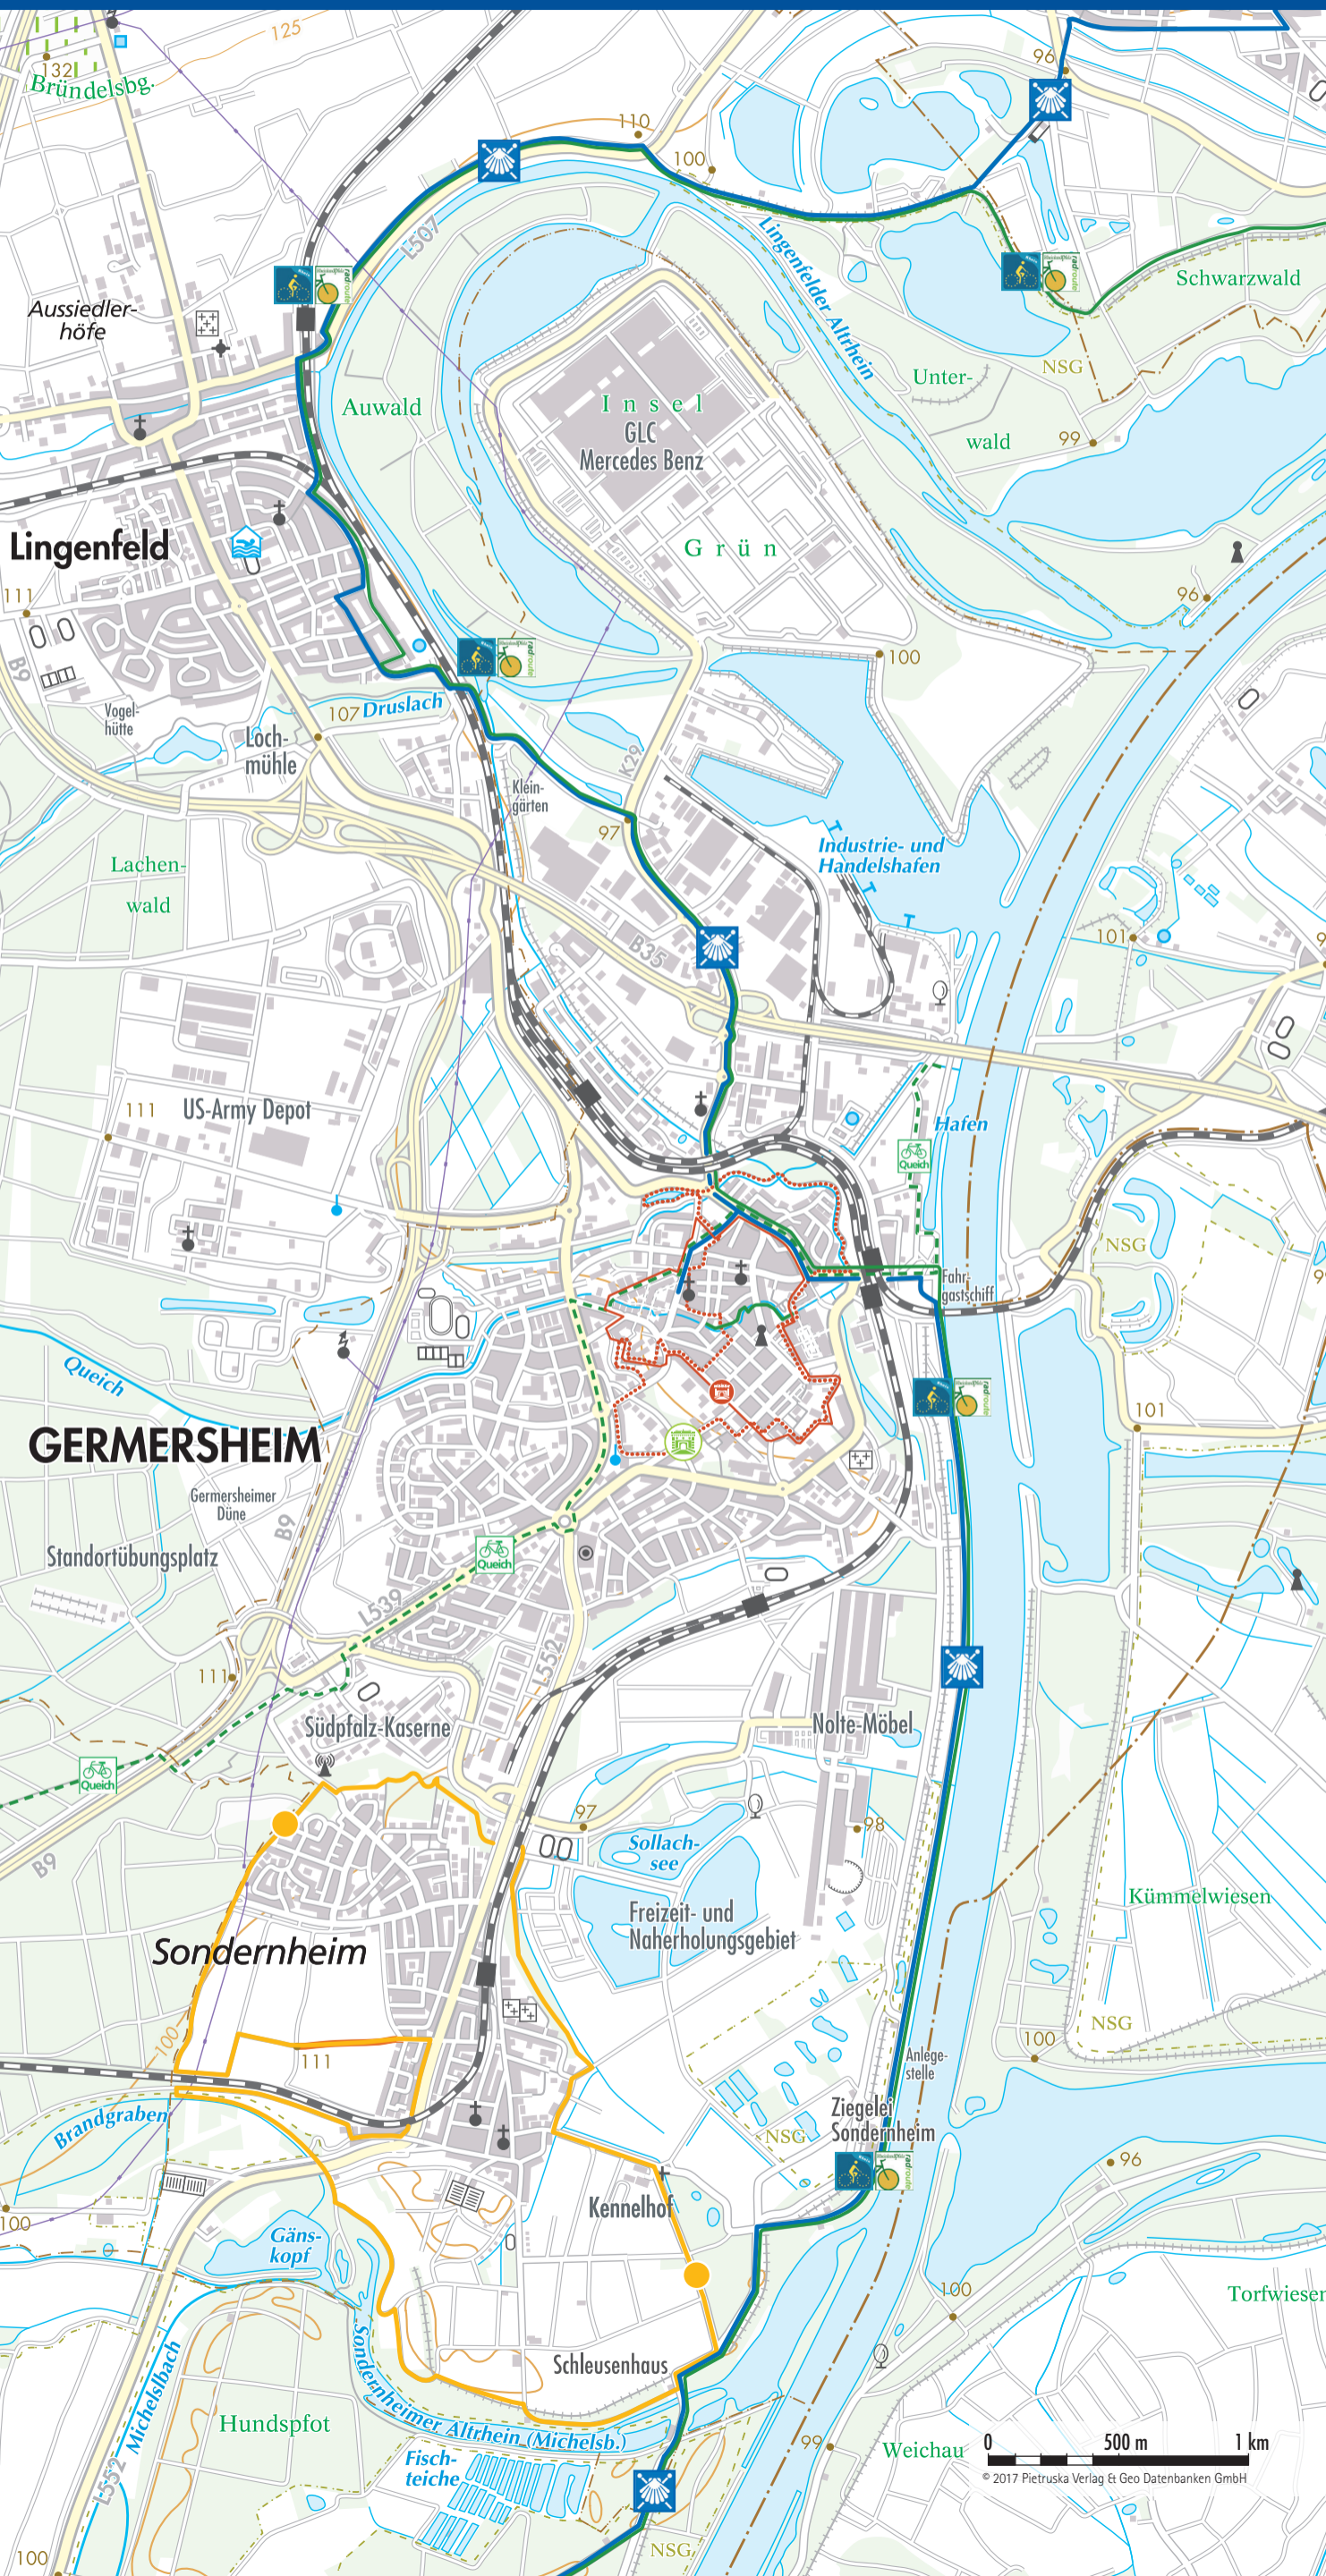 125
132
Bründelsbg.
96
110
100
L507
Lingenfelder Altrhein
Schwarzwald
Aussiedler-
höfe
NSG
Unter-
wald
99
Auwald
Insel
GLC
Mercedes Benz
Grün
Lingenfeld
111
B9
96
100
Vogel-
hütte
107
Druslach
Loch-
mühle
K29
Klein-
gärten
97
Industrie- und
Handelshafen
Lachen-
wald
B35
101
111
US-Army Depot
Hafen
Queich
NSG
Fahr-
gastschiff
Queich
101
GERMERSHEIM
Germersheimer
Düne
B9
Standortübungsplatz
Queich
L539
L552
111
Südpfalz-Kaserne
Nolte-Möbel
Queich
97
98
B9
Sollach-
see
Kümmelwiesen
Freizeit- und
Naherholungsgebiet
Sondernheim
NSG
100
100
111
Anlege-
stelle
Ziegelei
Sondernheim
Brandgraben
NSG
96
Kennelhof
100
Gäns-
kopf
100
Torfwiesen
Michelslbach
Schleusenhaus
Sondernheimer Altrhein (Michelsb.)
Hundspfot
Fisch-
teiche
99
Weichau
0 500 m 1 km
© 2017 Pietruska Verlag & Geo Datenbanken GmbH
L552
NSG
100